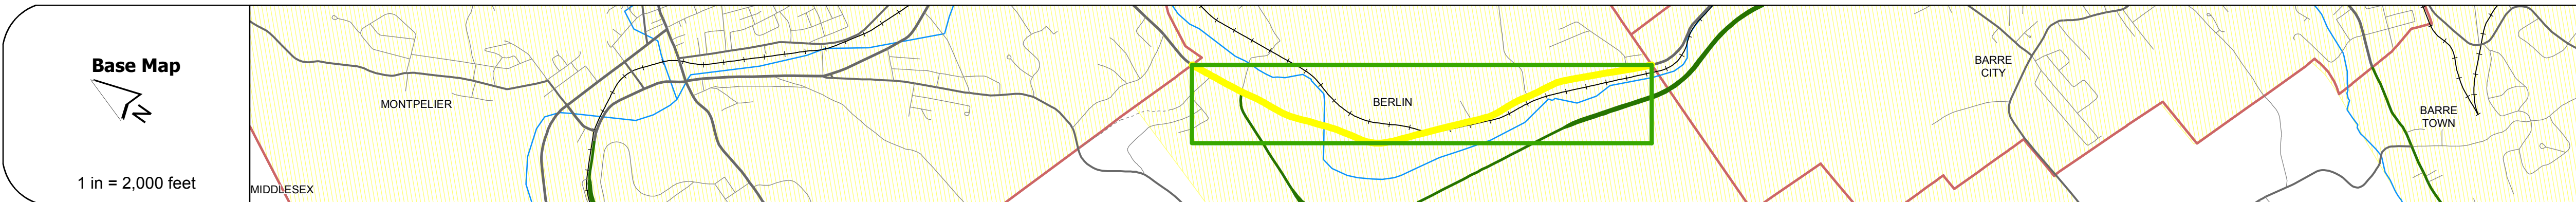 Base Map
N
1 in = 2,000 feet
MIDDLESEX
MONTPELIER
BERLIN
BARRE
CITY
BARRE
TOWN